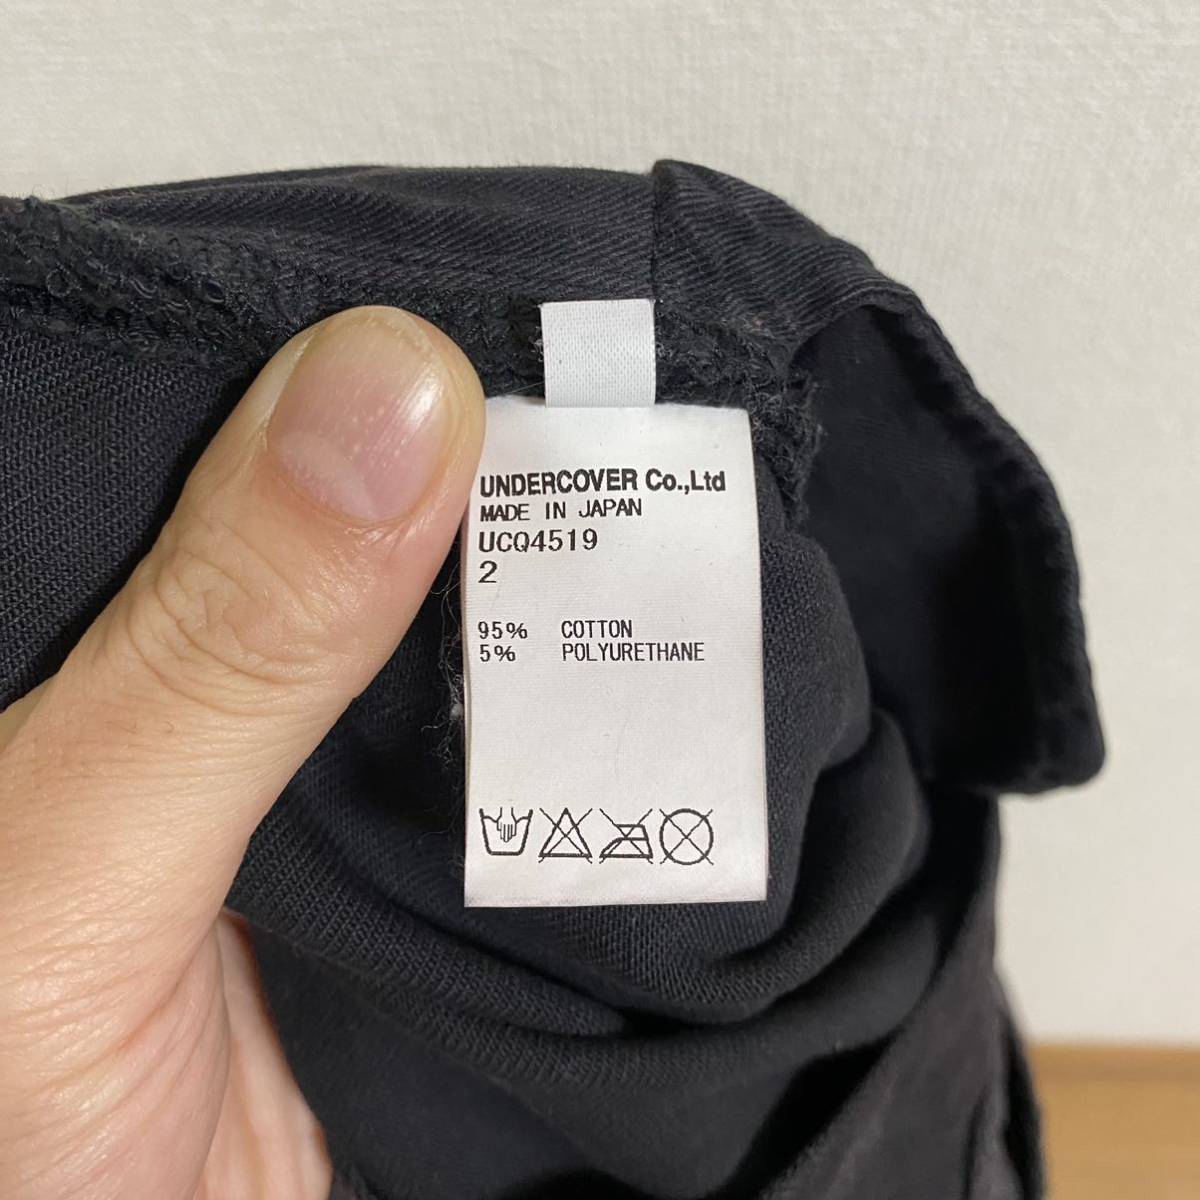 UNDERCOVER Co.,Ltd
MADE IN JAPAN
UCQ4519
2
95% COTTON
5% POLYURETHANE